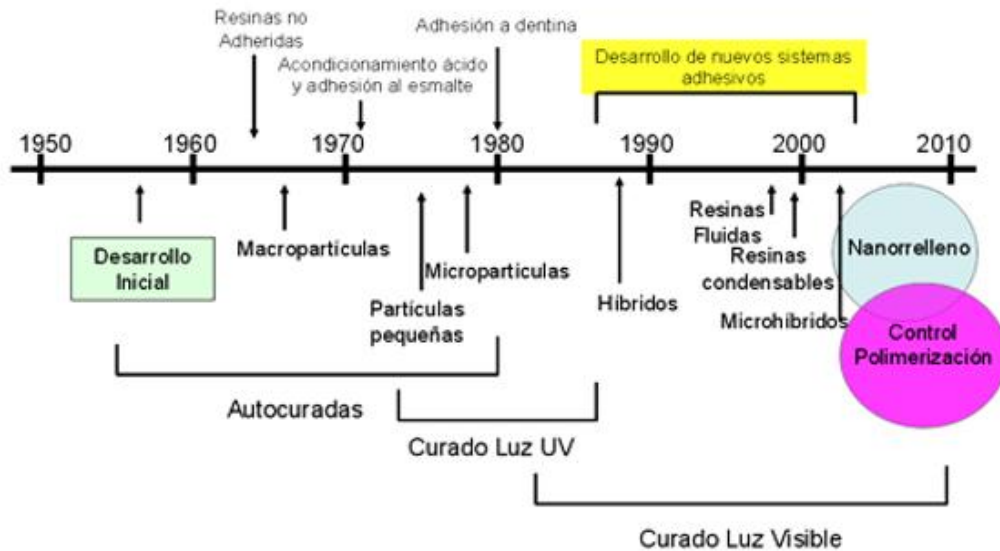 Resinas no
Adheridas
Adhesión a dentina
Acondicionamiento ácido
y adhesión al esmalte
Desarrollo de nuevos sistemas
adhesivos
1950 1960 1970 1980 1990 2000 2010
Desarrollo
Inicial
Macropartículas
Partículas
pequeñas
Micropartículas
Híbridos
Resinas
Fluidas
Resinas
condensables
Microhíbridos
Nanorrelleno
Control
Polimerización
Autocuradas
Curado Luz UV
Curado Luz Visible